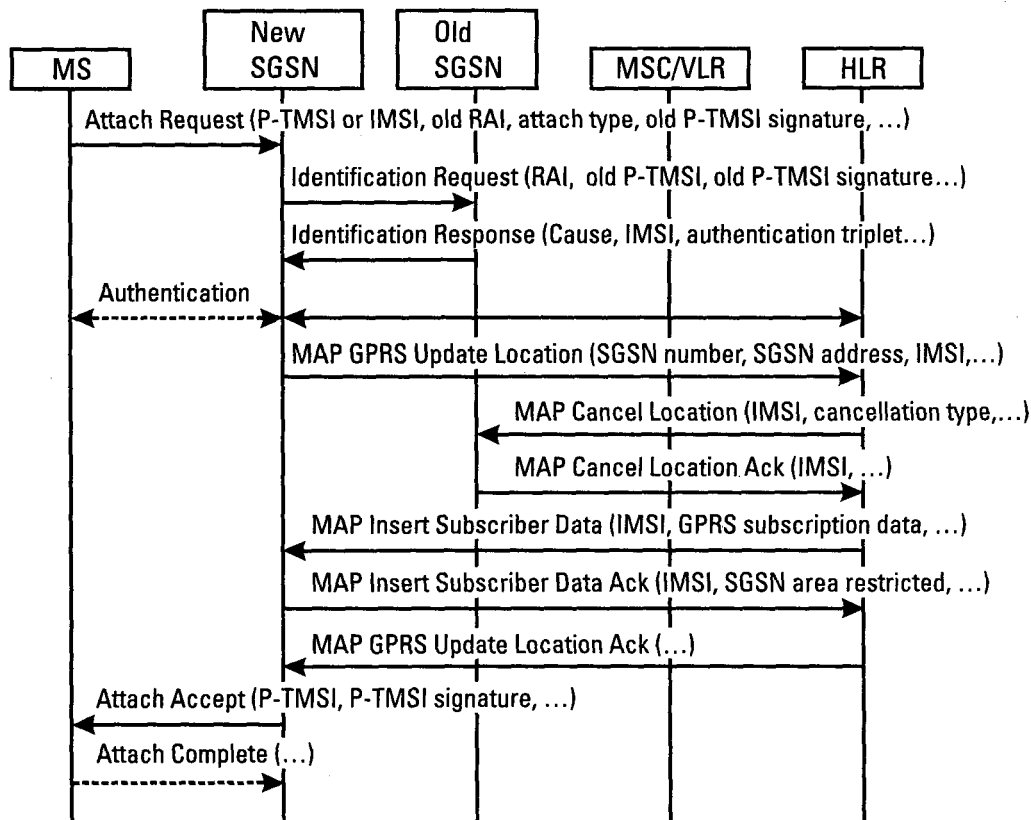 MS
New
SGSN
Old
SGSN
MSC/VLR
HLR
Attach Request (P-TMSI or IMSI, old RAI, attach type, old P-TMSI signature, ...)
Identification Request (RAI, old P-TMSI, old P-TMSI signature...)
Identification Response (Cause, IMSI, authentication triplet...)
Authentication
MAP GPRS Update Location (SGSN number, SGSN address, IMSI,...)
MAP Cancel Location (IMSI, cancellation type,...)
MAP Cancel Location Ack (IMSI, ...)
MAP Insert Subscriber Data (IMSI, GPRS subscription data, ...)
MAP Insert Subscriber Data Ack (IMSI, SGSN area restricted, ...)
MAP GPRS Update Location Ack (...)
Attach Accept (P-TMSI, P-TMSI signature, ...)
Attach Complete (...)